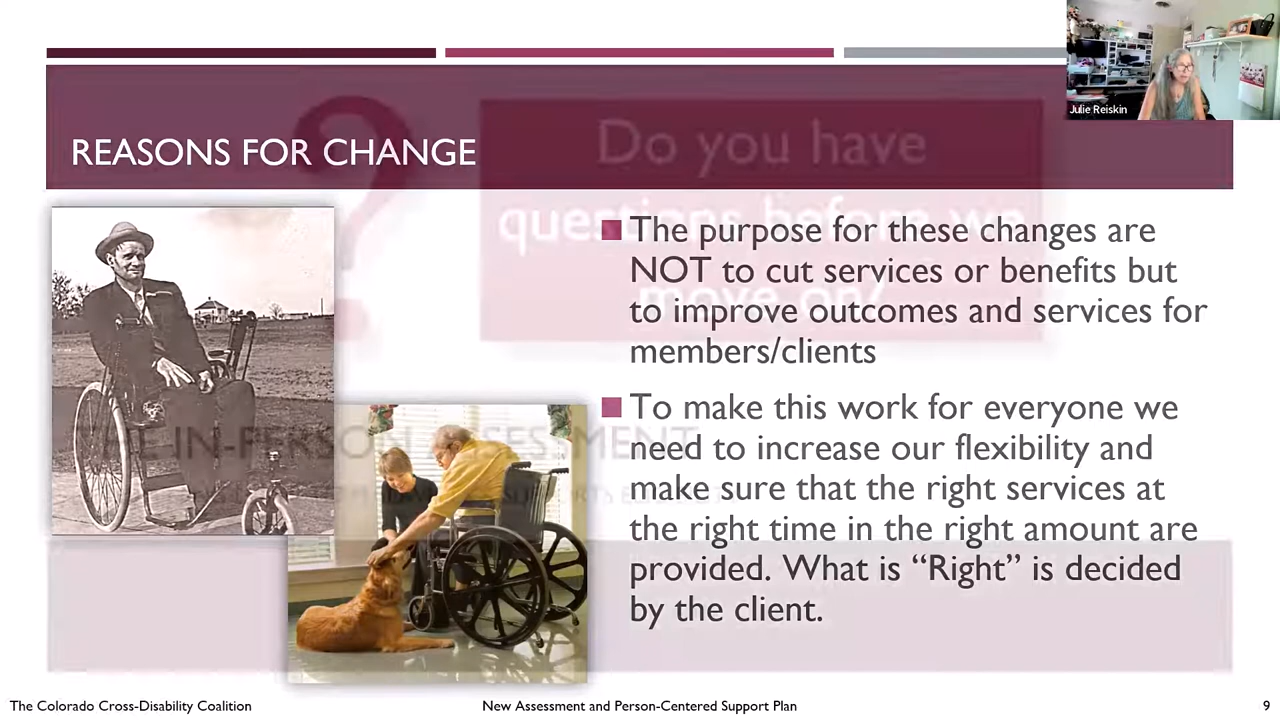 Julie Reiskin
REASONS FOR CHANGE
Do you have
questions before we
move on?
The purpose for these changes are
NOT to cut services or benefits but
to improve outcomes and services for
members/clients
To make this work for everyone we
need to increase our flexibility and
make sure that the right services at
the right time in the right amount are
provided. What is “Right” is decided
by the client.
THE IN-PERSON ASSESSMENT
The Colorado Cross-Disability Coalition
New Assessment and Person-Centered Support Plan
9